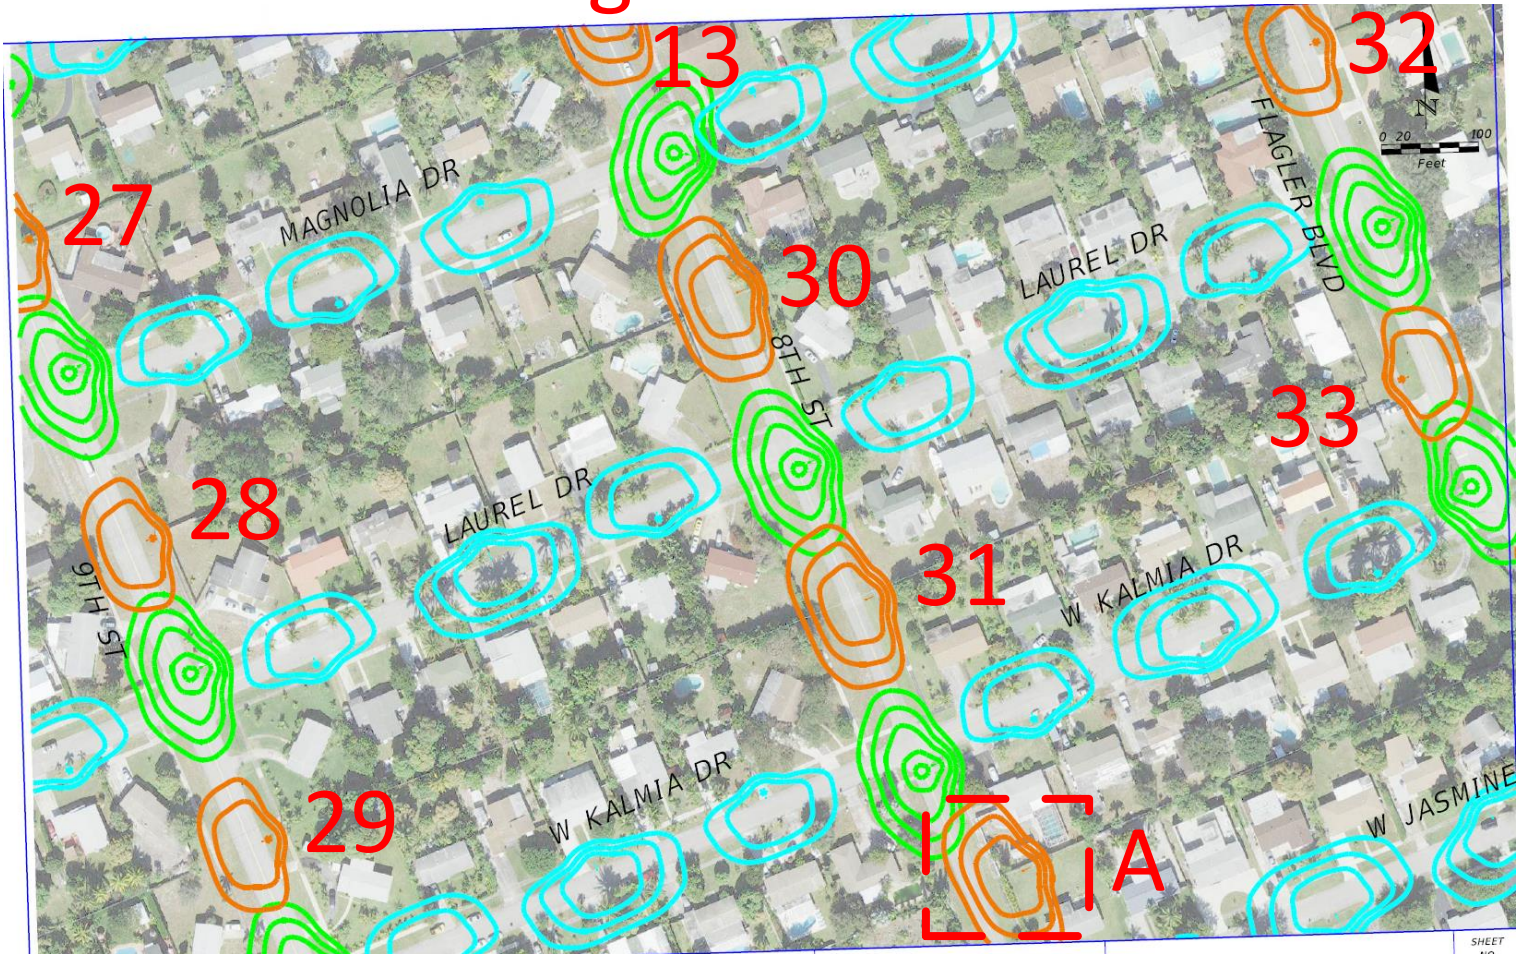 13
32
N
0 20 100
Feet
FLAGLER BLVD
27
MAGNOLIA DR
30
LAUREL DR
8TH ST
33
28
LAUREL DR
9TH ST
31
W KALMIA DR
29
W KALMIA DR
A
W JASMINE
SHEET